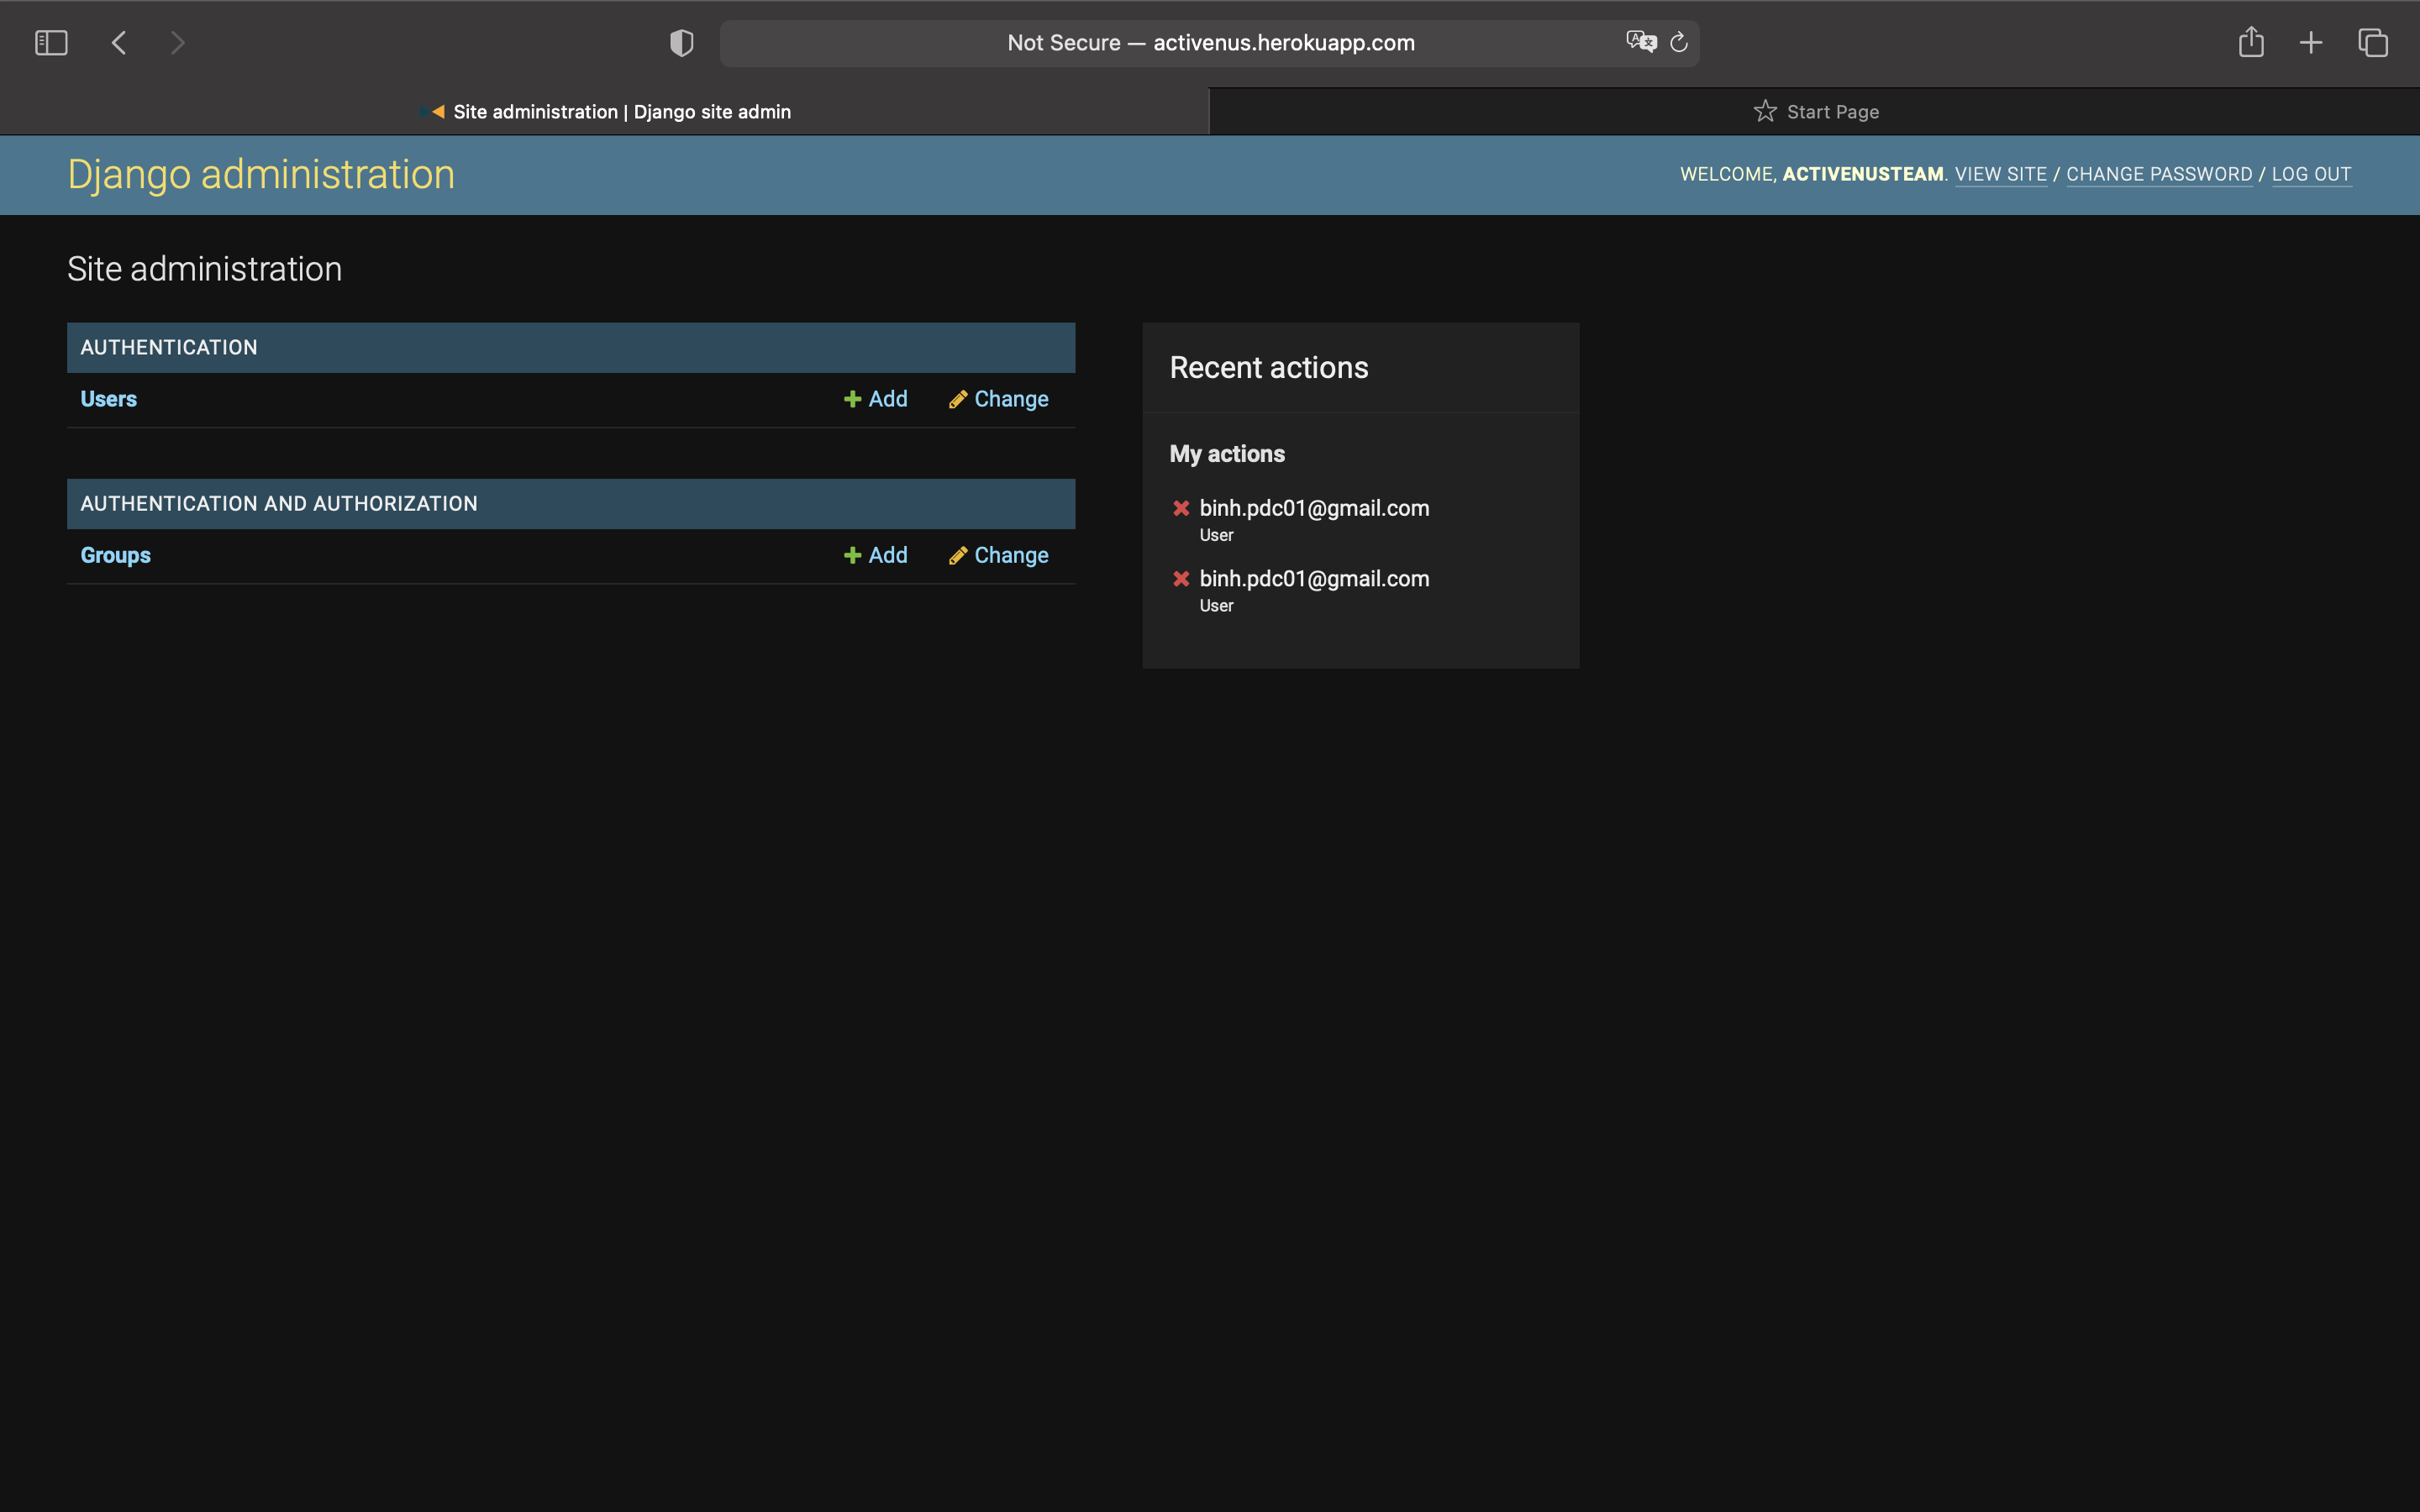 Not Secure — activenus.herokuapp.com
Site administration | Django site admin
Start Page
Django administration
WELCOME, ACTIVENUSTEAM. VIEW SITE / CHANGE PASSWORD / LOG OUT
Site administration
AUTHENTICATION
Users Add Change
AUTHENTICATION AND AUTHORIZATION
Groups Add Change
Recent actions
My actions
binh.pdc01@gmail.com
User
binh.pdc01@gmail.com
User